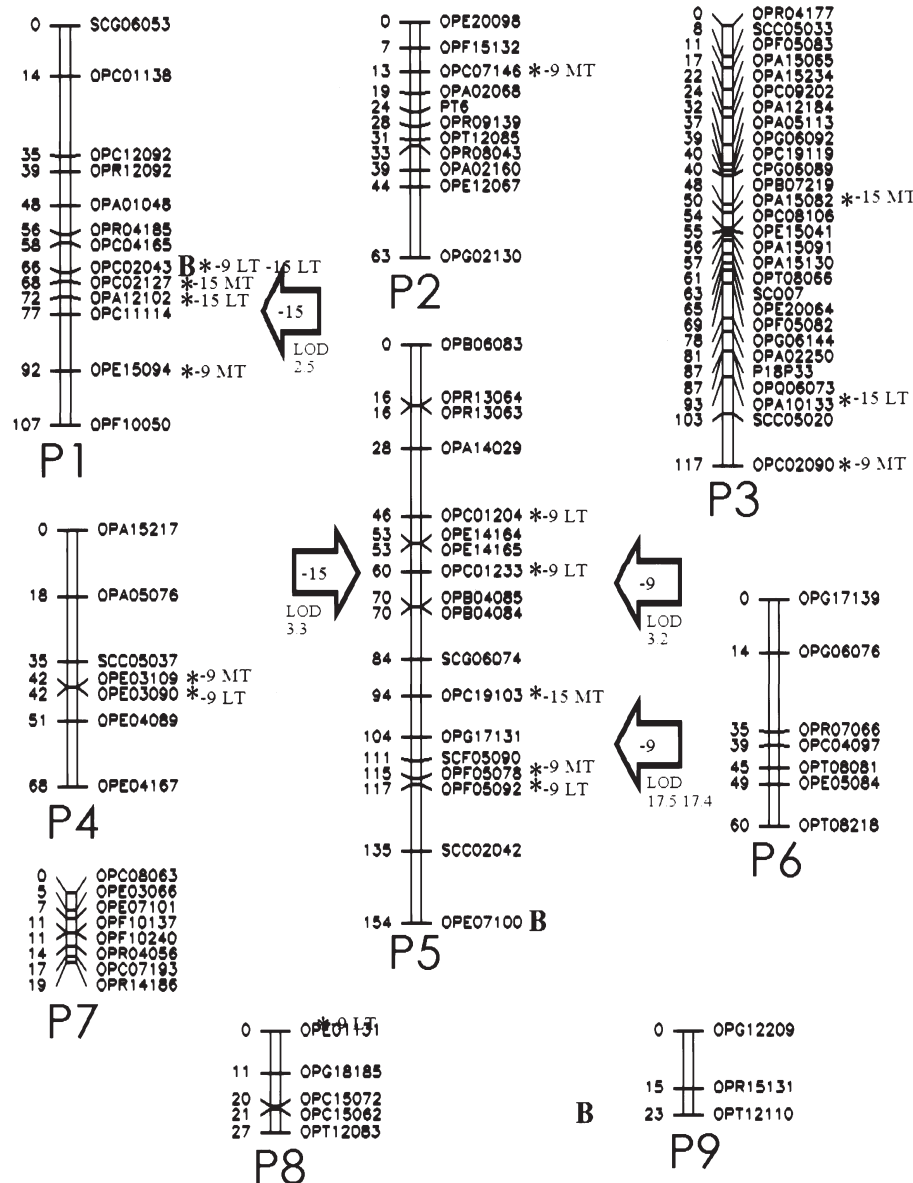 0 SCG06053
14 OPC01138
35 OPC12092
39 OPR12092
48 OPA01048
56 OPR04185
58 OPC04165
66 OPC02043 B *-9 LT -15 LT
68 OPC02127 *-15 MT
72 OPA12102 *-15 LT
77 OPC11114
92 OPE15094 *-9 MT
107 OPF10050
P1
-15
LOD
2.5
0 OPE20098
7 OPF15132
13 OPC07146 *-9 MT
19 OPA02068
24 PT6
28 OPR09139
31 OPT12085
33 OPR08043
39 OPA02160
44 OPE12067
63 OPG02130
P2
0 OPR04177
8 SCC05033
11 OPF05083
17 OPA15065
22 OPA15234
24 OPC09202
32 OPA12184
37 OPA05113
39 OPG06092
40 OPC19119
40 OPG06089
48 OPB07219
50 OPA15082 *-15 MT
54 OPC08106
55 OPE15041
56 OPA15091
57 OPA15130
61 OPT08066
63 SCO07
65 OPE20064
69 OPF05082
78 OPG06144
81 OPA02250
87 P18P33
87 OPQ06073
93 OPA10133 *-15 LT
103 SCC05020
117 OPC02090 *-9 MT
P3
0 OPA15217
18 OPA05076
35 SCC05037
42 OPE03109 *-9 MT
42 OPE03090 *-9 LT
51 OPE04089
68 OPE04167
P4
-15
LOD
3.3
0 OPB06083
16 OPR13064
16 OPR13063
28 OPA14029
46 OPC01204 *-9 LT
53 OPE14164
53 OPE14165
60 OPC01233 *-9 LT
70 OPB04085
70 OPB04084
84 SCG06074
94 OPC19103 *-15 MT
104 OPG17131
111 SCF05090
115 OPF05078 *-9 MT
117 OPF05092 *-9 LT
135 SCC02042
154 OPE07100 B
P5
-9
LOD
3.2
-9
LOD
17.5 17.4
0 OPG17139
14 OPG06076
35 OPR07066
39 OPC04097
45 OPT08081
49 OPE05084
60 OPT08218
P6
0 OPC08063
5 OPE03066
7 OPE07101
11 OPF10137
11 OPF10240
14 OPR04056
17 OPC07193
19 OPR14186
P7
*-9 LT
0 OPE01131
11 OPG18185
20 OPC15072
21 OPC15062
27 OPT12083
P8
B
0 OPG12209
15 OPR15131
23 OPT12110
P9